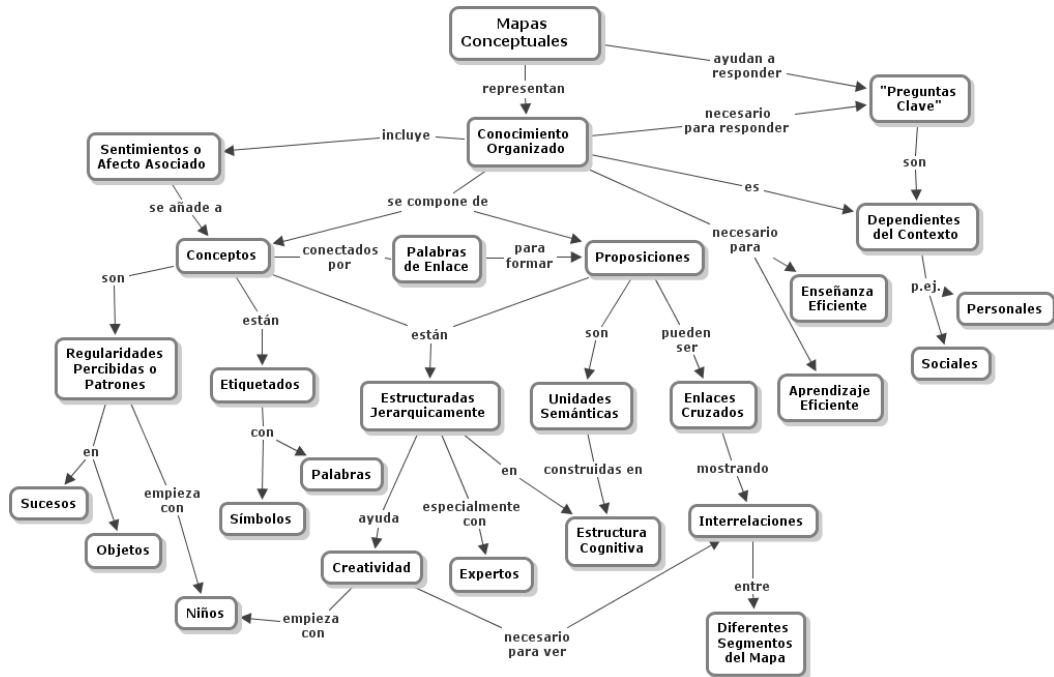 Mapas
Conceptuales
ayudan a
responder
representan
"Preguntas
Clave"
necesario
para responder
incluye
Conocimiento
Organizado
Sentimientos o
Afecto Asociado
son
es
se añade a
se compone de
Dependientes
del Contexto
necesario
para
Conceptos
conectados
por
Palabras
de Enlace
para
formar
Proposiciones
son
Enseñanza
Eficiente
p.ej.
Personales
están
están
son
pueden
ser
Regularidades
Percibidas o
Patrones
Sociales
Etiquetados
Estructuradas
Jerarquicamente
Unidades
Semánticas
Enlaces
Cruzados
Aprendizaje
Eficiente
con
en
Palabras
en
construidas en
mostrando
Sucesos
empieza
con
Símbolos
ayuda
especialmente
con
Interrelaciones
Objetos
Estructura
Cognitiva
Creatividad
Expertos
entre
Niños
empieza
con
necesario
para ver
Diferentes
Segmentos
del Mapa